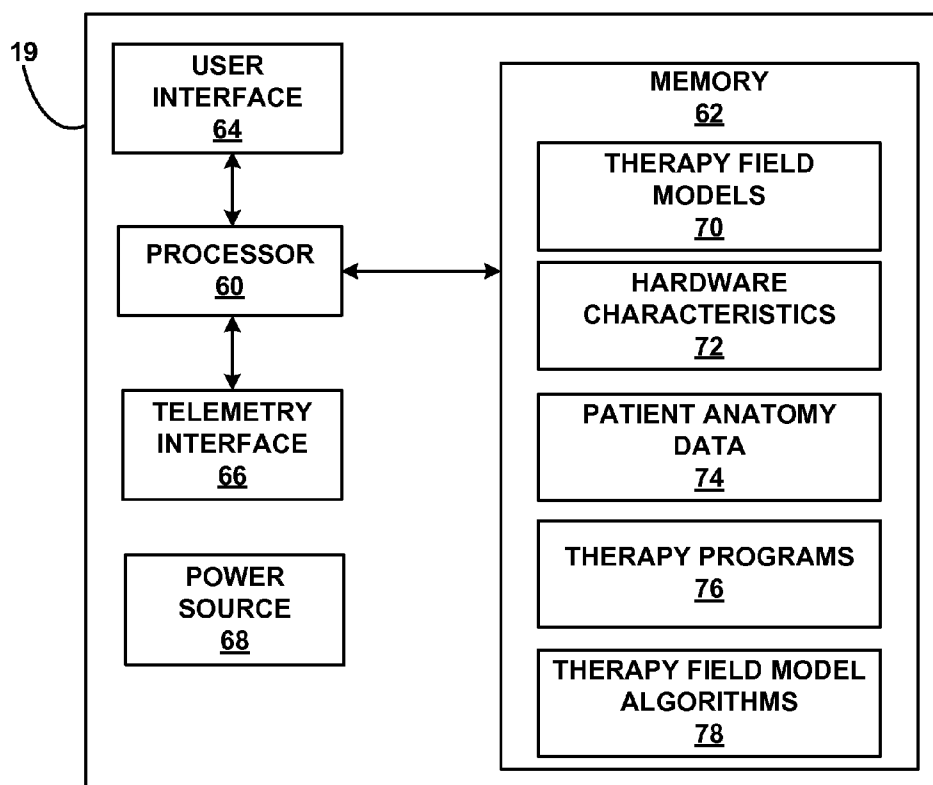 19
USER
INTERFACE
64
PROCESSOR
60
TELEMETRY
INTERFACE
66
POWER
SOURCE
68
MEMORY
62
THERAPY FIELD
MODELS
70
HARDWARE
CHARACTERISTICS
72
PATIENT ANATOMY
DATA
74
THERAPY PROGRAMS
76
THERAPY FIELD MODEL
ALGORITHMS
78